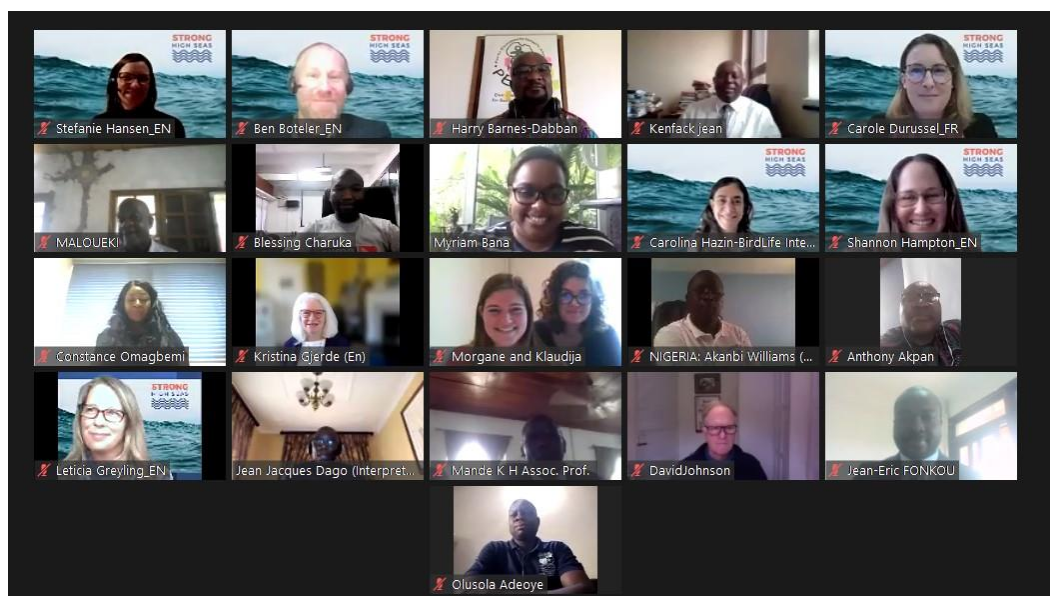 STRONG
HIGH SEAS
Stefanie Hansen_EN
STRONG
HIGH SEAS
Ben Boteler_EN
Harry Barnes-Dabban
Kenfack jean
STRONG
HIGH SEAS
Carole Durussel_FR
MALOUEKI
Blessing Charuka
Myriam Bana
STRONG
HIGH SEAS
Carolina Hazin-BirdLife Inte...
STRONG
HIGH SEAS
Shannon Hampton_EN
Constance Omagbemi
Kristina Gjerde (En)
Morgane and Klaudija
NIGERIA: Akanbi Williams (...
Anthony Akpan
STRONG
HIGH SEAS
Leticia Greyling_EN
Jean Jacques Dago (Interpret...
Mande K H Assoc. Prof.
DavidJohnson
Jean-Eric FONKOU
Olusola Adeoye